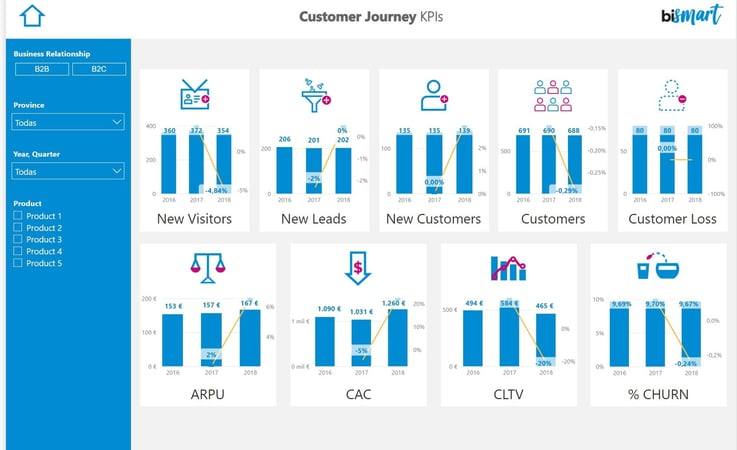 Customer Journey KPIs
bismart
Business Relationship
B2B B2C
Province
Todas
Year, Quarter
Todas
Product
Product 1
Product 2
Product 3
Product 4
Product 5
400
200
0
360 372 354
-4,84%
0%
-5%
2016 2017 2018
New Visitors
200
0
206 201 202
-2%
0%
0%
-1%
-2%
2016 2017 2018
New Leads
100
0
135 135 139
0,00%
2%
0%
2016 2017 2018
New Customers
500
0
691 690 688
-0,29%
-0,15%
-0,20%
-0,25%
2016 2017 2018
Customers
50
0
80 80 80
0,00%
100%
0%
-100%
2016 2017 2018
Customer Loss
$
200 €
100 €
0 €
153 € 157 € 167 €
2%
6%
4%
2016 2017 2018
ARPU
1 mil €
0 mil €
1.090 € 1.031 € 1.260 €
-5%
20%
10%
0%
2016 2017 2018
CAC
500 €
0 €
494 € 584 € 465 €
-20%
0%
-20%
2016 2017 2018
CLTV
10%
5%
0%
9,69% 9,70% 9,67%
-0,24%
0,0%
-0,2%
2016 2017 2018
% CHURN